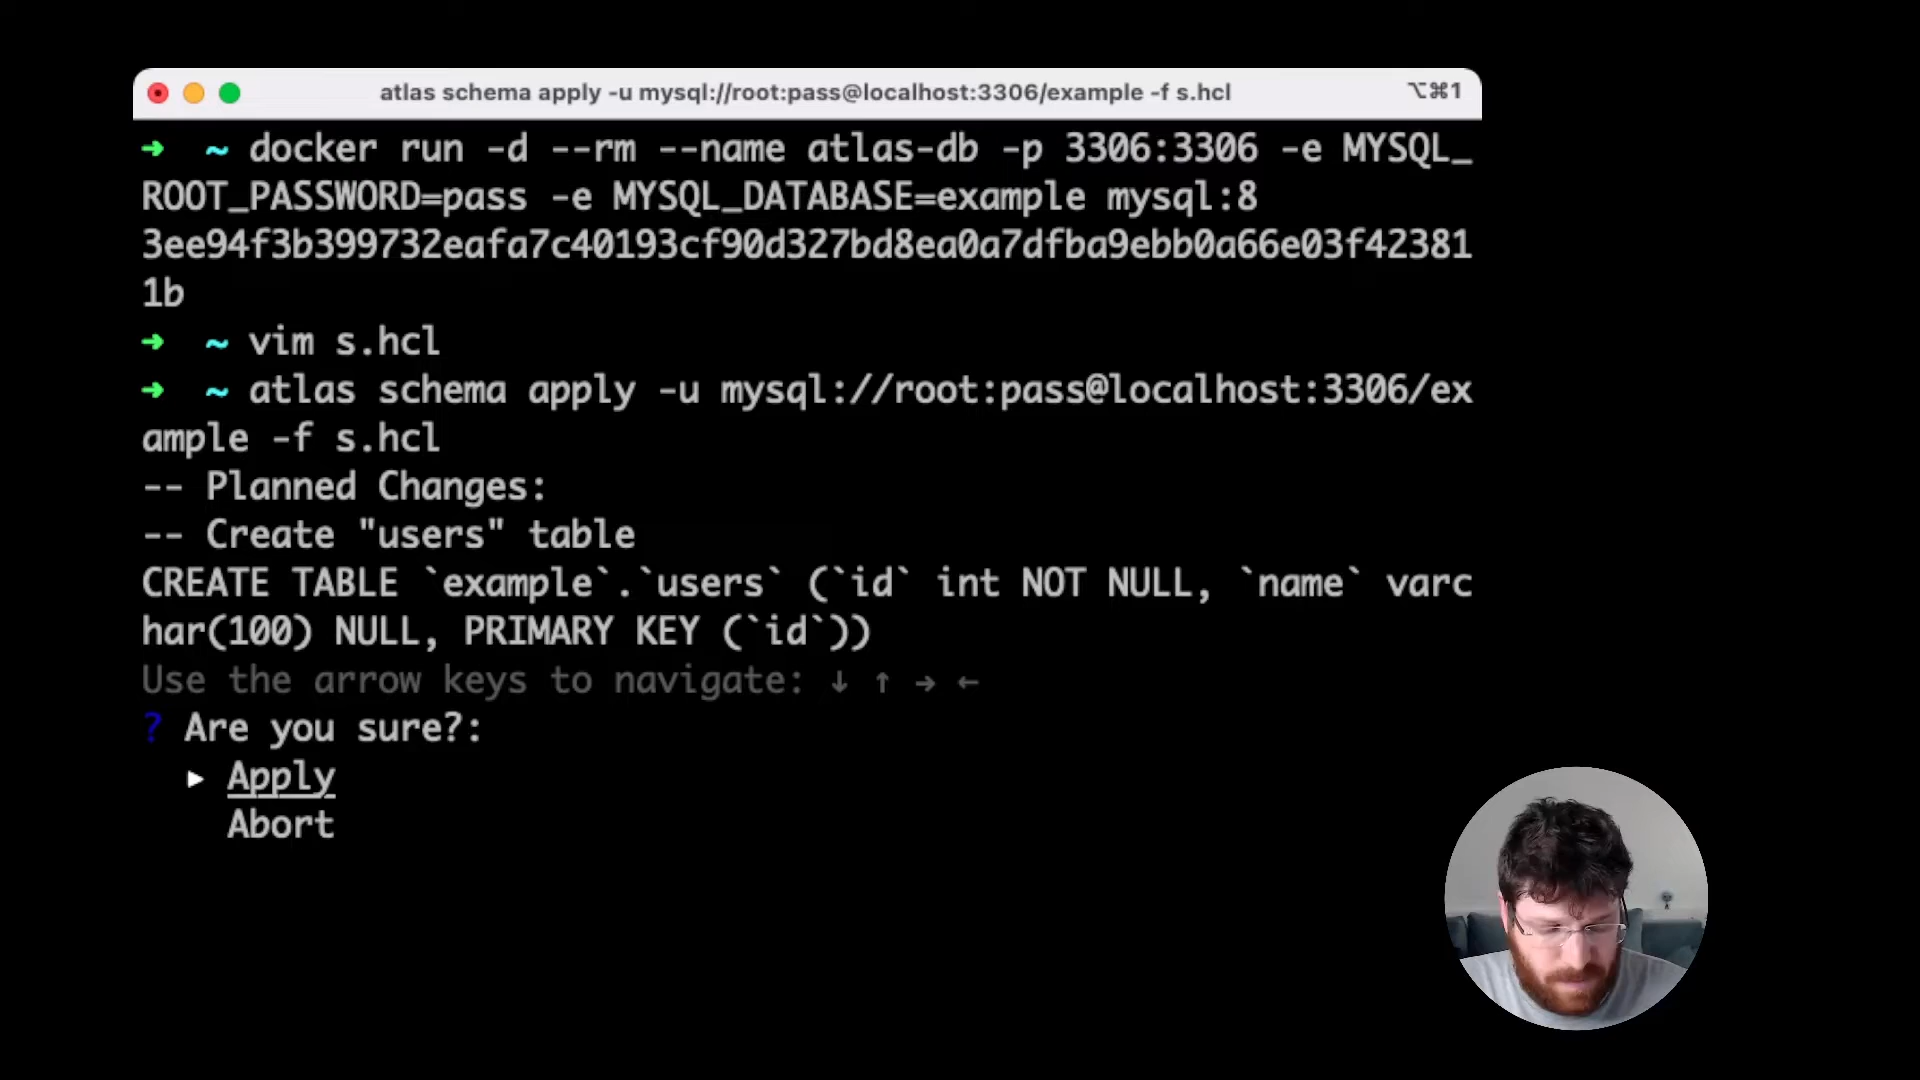 atlas schema apply -u mysql://root:pass@localhost:3306/example -f s.hcl
⌥⌘1
➜ ~ docker run -d --rm --name atlas-db -p 3306:3306 -e MYSQL_
ROOT_PASSWORD=pass -e MYSQL_DATABASE=example mysql:8
3ee94f3b399732eafa7c40193cf90d327bd8ea0a7dfba9ebb0a66e03f42381
1b
➜ ~ vim s.hcl
➜ ~ atlas schema apply -u mysql://root:pass@localhost:3306/ex
ample -f s.hcl
-- Planned Changes:
-- Create "users" table
CREATE TABLE `example`.`users` (`id` int NOT NULL, `name` varc
har(100) NULL, PRIMARY KEY (`id`))
Use the arrow keys to navigate: ↓ ↑ → ←
? Are you sure?:
▸ Apply
Abort